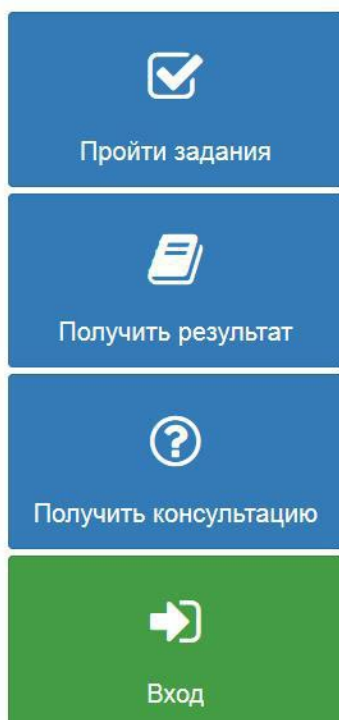 Пройти задания
Получить результат
Получить консультацию
Вход